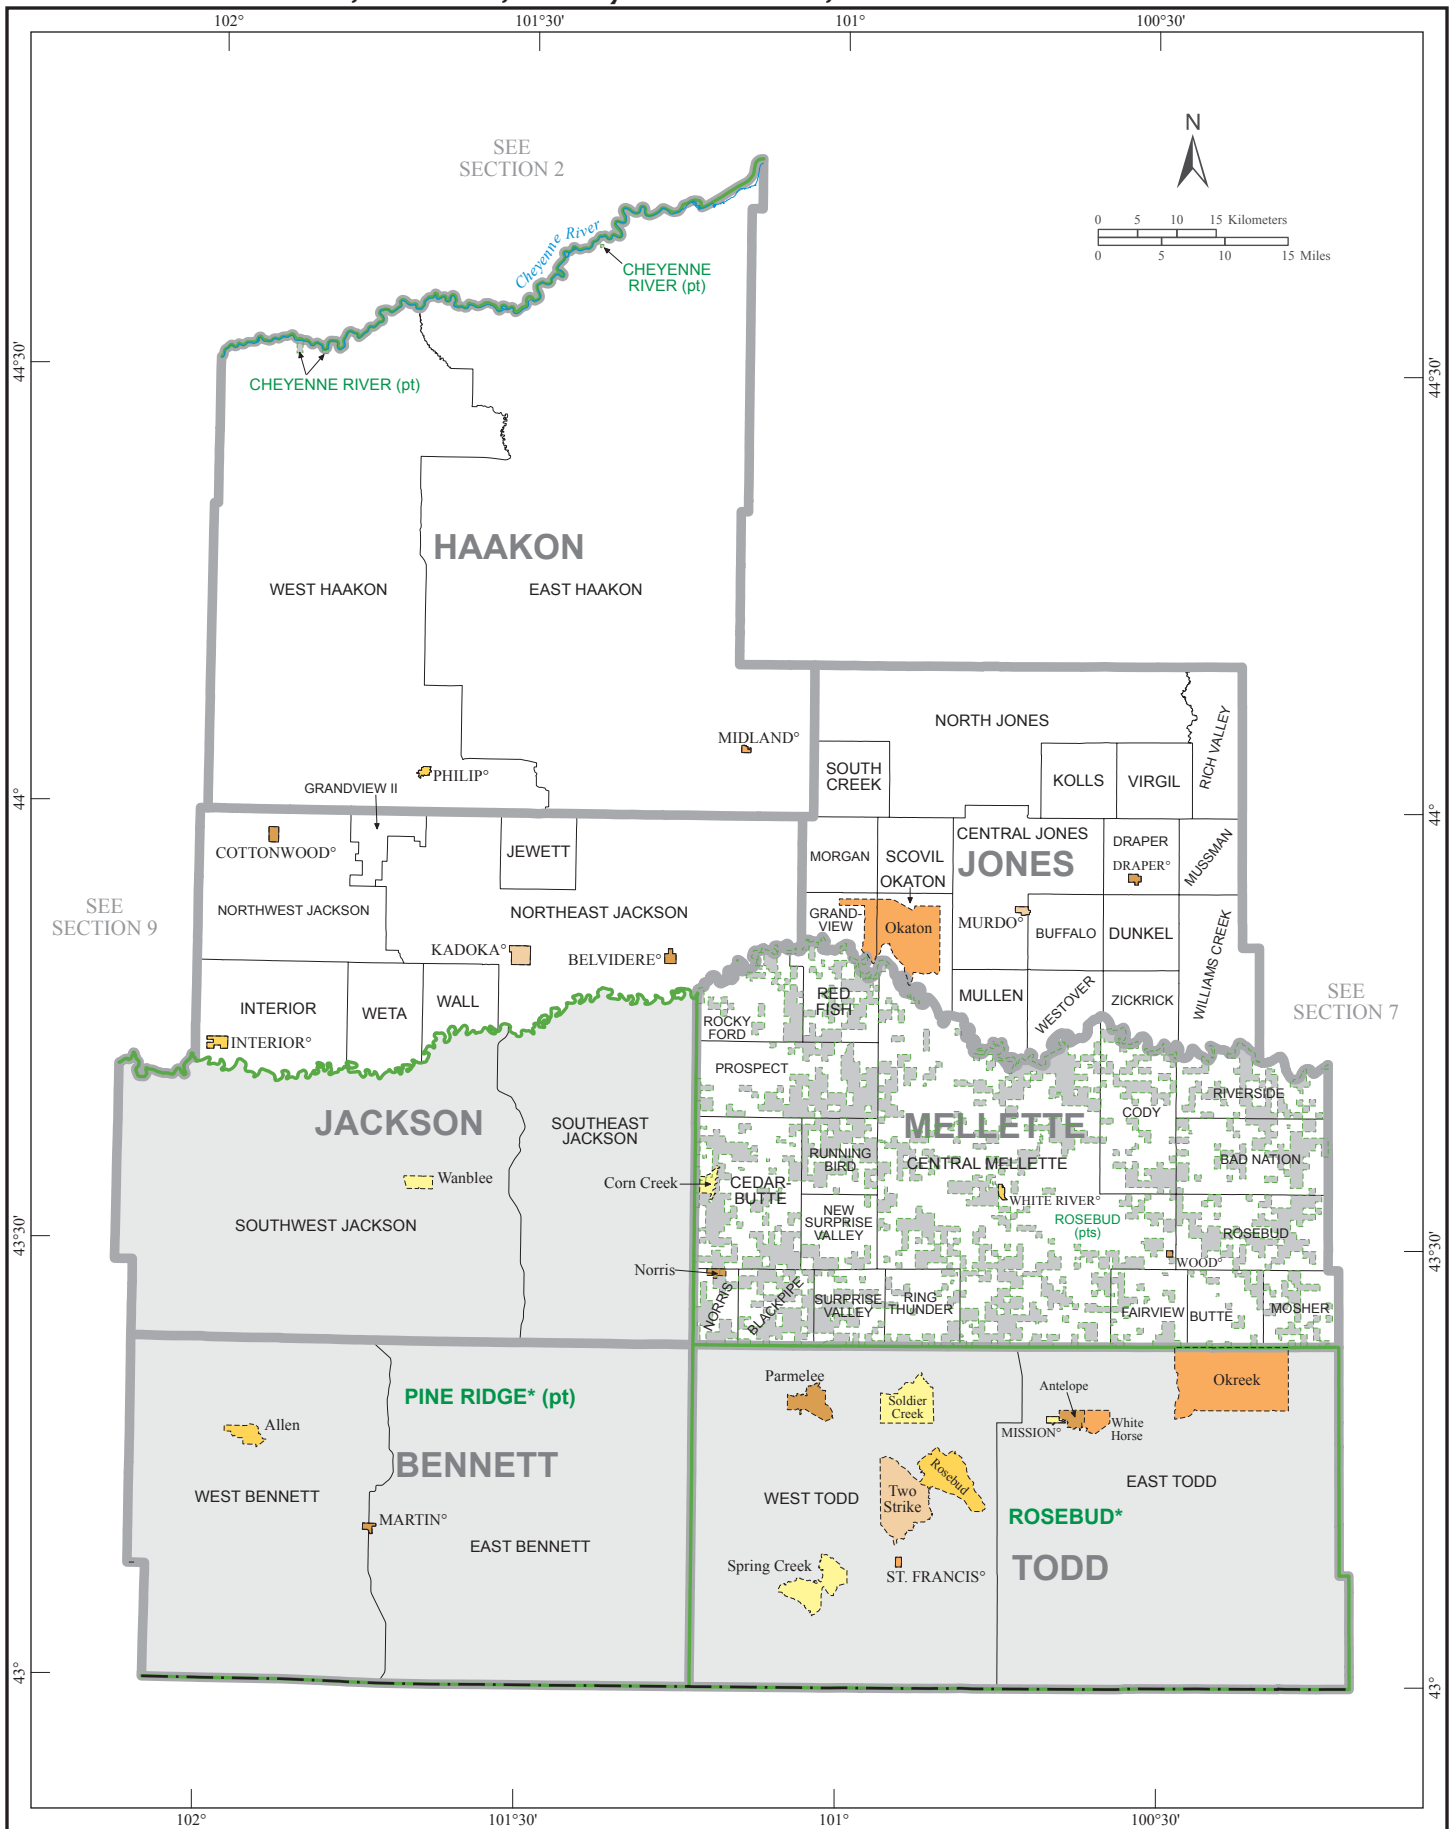 102°
101°30'
101°
100°30'
N
SEE
SECTION 2
0 5 10 15 Kilometers
0 5 10 15 Miles
Cheyenne River
CHEYENNE
RIVER (pt)
44°30'
44°30'
CHEYENNE RIVER (pt)
HAAKON
WEST HAAKON
EAST HAAKON
NORTH JONES
RICH VALLEY
MIDLAND°
SOUTH
CREEK
KOLLS
VIRGIL
PHILIP°
GRANDVIEW II
44°
44°
COTTONWOOD°
JEWETT
MORGAN
SCOVIL
CENTRAL JONES
JONES
DRAPER
DRAPER°
MUSSMAN
OKATON
SEE
SECTION 9
NORTHWEST JACKSON
NORTHEAST JACKSON
GRAND-
VIEW
Okaton
MURDO°
BUFFALO
DUNKEL
WILLIAMS CREEK
KADOKA°
BELVIDERE°
SEE
SECTION 7
INTERIOR
WETA
WALL
RED
FISH
MULLEN
WESTOVER
ZICKRICK
ROCKY
FORD
INTERIOR°
PROSPECT
RIVERSIDE
CODY
JACKSON
SOUTHEAST
JACKSON
MELLETTE
RUNNING
BIRD
CENTRAL MELLETTE
BAD NATION
Wanblee
Corn Creek
CEDAR-
BUTTE
WHITE RIVER°
SOUTHWEST JACKSON
NEW
SURPRISE
VALLEY
ROSEBUD
(pts)
ROSEBUD
43°30'
43°30'
WOOD°
Norris
NORRIS
BLACKPIPE
SURPRISE
VALLEY
RING
THUNDER
FAIRVIEW
BUTTE
MOSHER
PINE RIDGE* (pt)
Parmelee
Soldier
Creek
Antelope
Okreek
MISSION°
White
Horse
Allen
BENNETT
WEST BENNETT
WEST TODD
Two
Strike
Rosebud
EAST TODD
MARTIN°
ROSEBUD*
EAST BENNETT
Spring Creek
ST. FRANCIS°
TODD
43°
43°
102°
101°30'
101°
100°30'